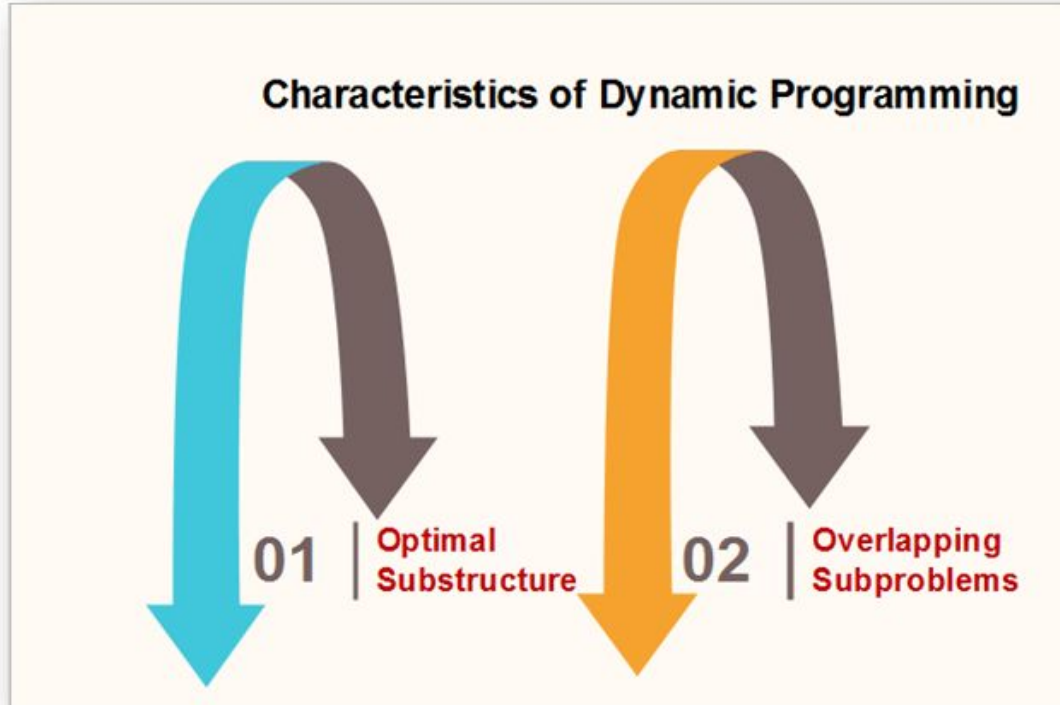 Characteristics of Dynamic Programming
01
Optimal
Substructure
02
Overlapping
Subproblems